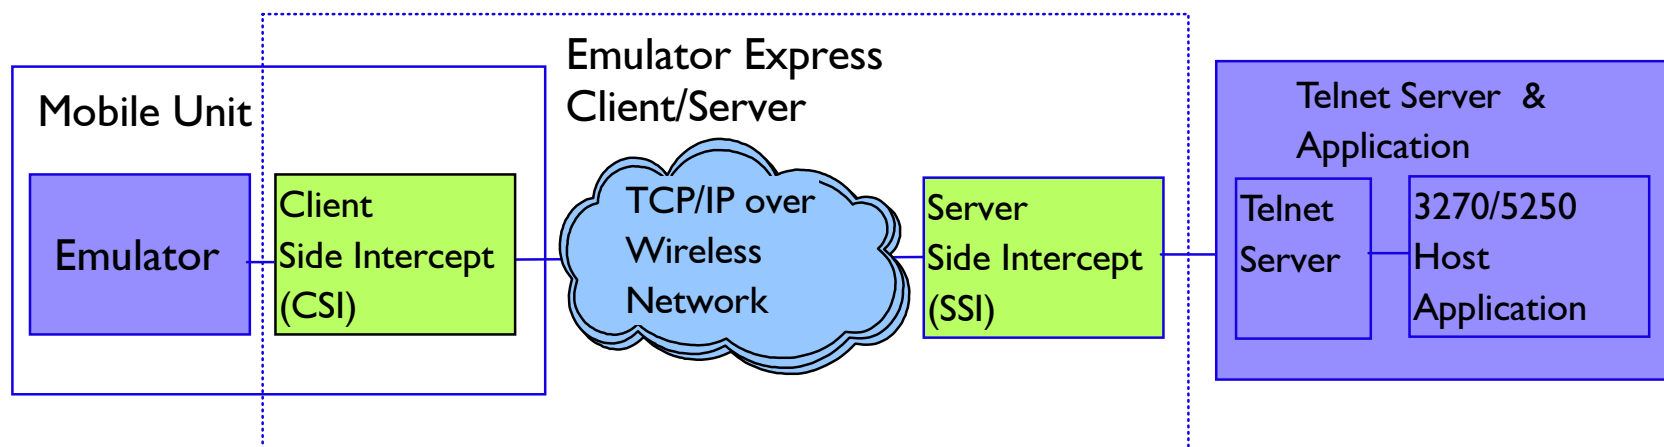 Emulator Express
Client/Server
Mobile Unit
Emulator
Client
Side Intercept
(CSI)
TCP/IP over
Wireless
Network
Server
Side Intercept
(SSI)
Telnet Server &
Application
Telnet
Server
3270/5250
Host
Application